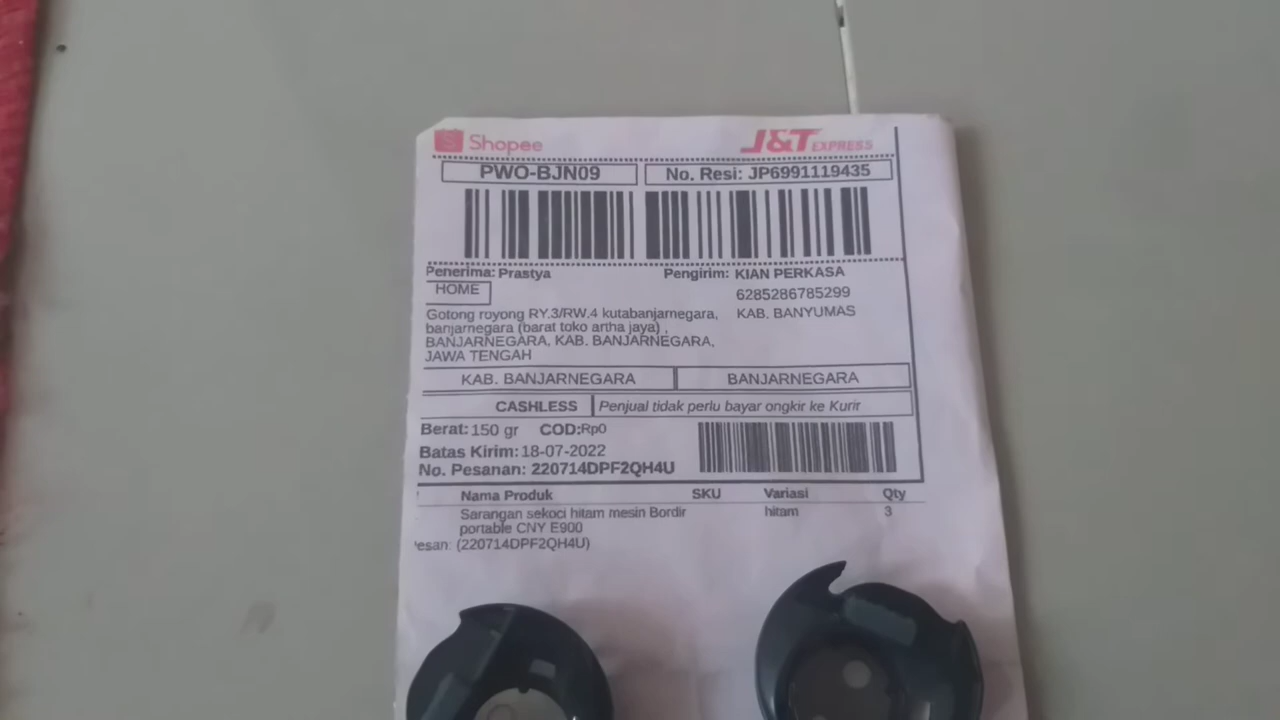 Shopee
J&T EXPRESS
PWO-BJN09
No. Resi: JP6991119435
Penerima: Prastya
Pengirim: KIAN PERKASA
HOME
6285286785299
Gotong royong RY.3/RW.4 kutabanjarnegara,
KAB. BANYUMAS
banjarnegara (barat toko artha jaya) ,
BANJARNEGARA, KAB. BANJARNEGARA,
JAWA TENGAH
KAB. BANJARNEGARA
BANJARNEGARA
CASHLESS
Penjual tidak perlu bayar ongkir ke Kurir
Berat: 150 gr COD:Rp0
Batas Kirim: 18-07-2022
No. Pesanan: 220714DPF2QH4U
Nama Produk SKU Variasi Qty
Sarangan sekoci hitam mesin Bordir hitam 3
portable CNY E900
esan: (220714DPF2QH4U)